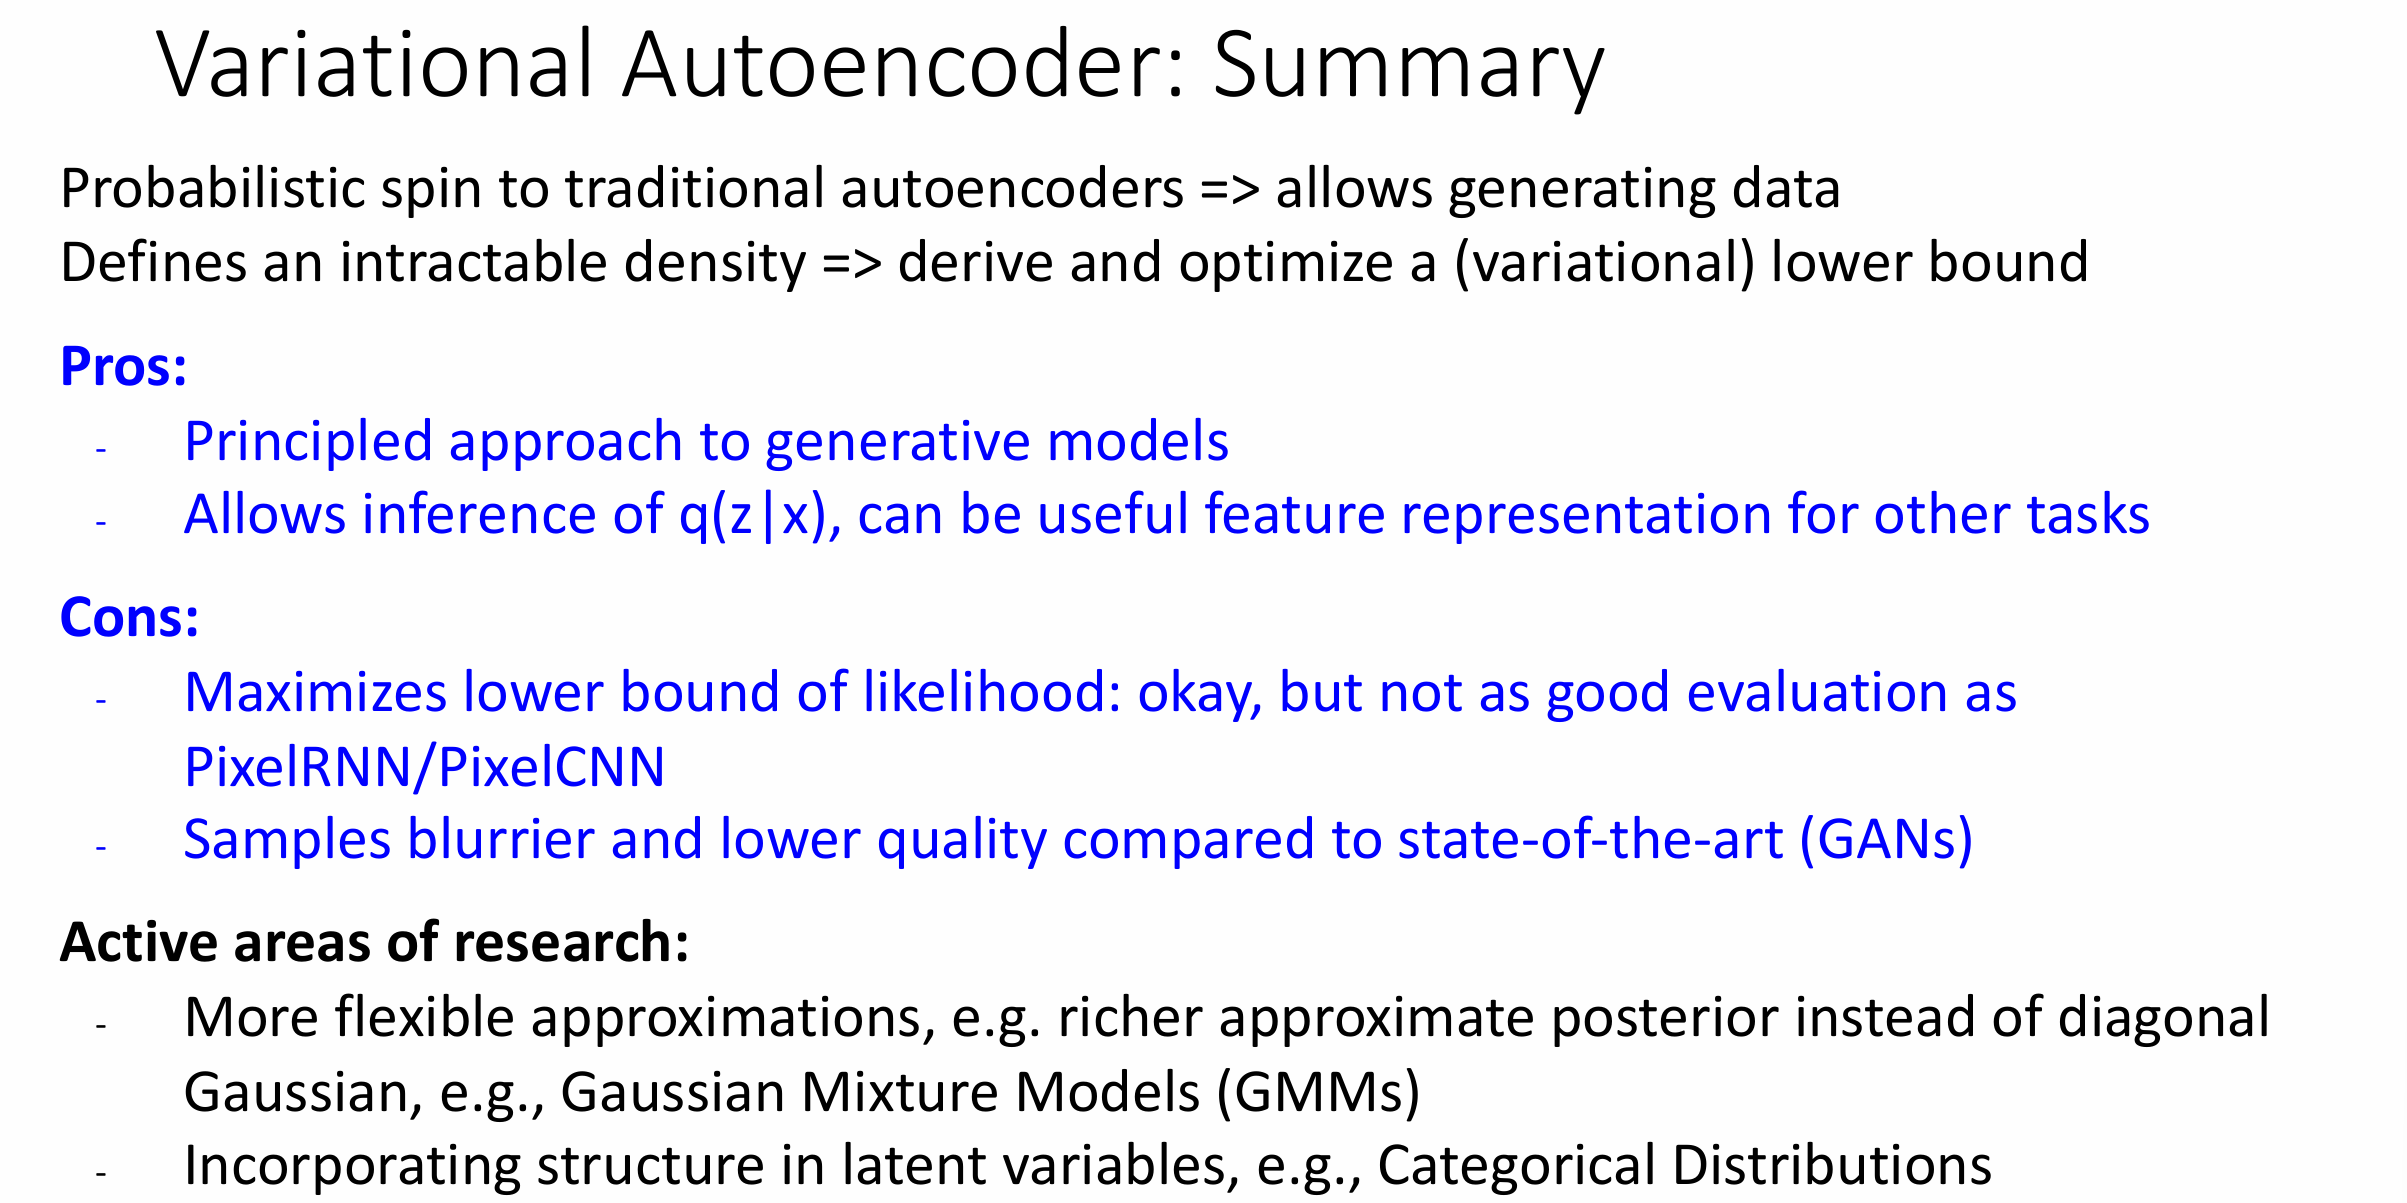 Variational Autoencoder: Summary
Probabilistic spin to traditional autoencoders => allows generating data
Defines an intractable density => derive and optimize a (variational) lower bound
Pros:
- Principled approach to generative models
- Allows inference of q(z|x), can be useful feature representation for other tasks
Cons:
- Maximizes lower bound of likelihood: okay, but not as good evaluation as
PixelRNN/PixelCNN
- Samples blurrier and lower quality compared to state-of-the-art (GANs)
Active areas of research:
- More flexible approximations, e.g. richer approximate posterior instead of diagonal
Gaussian, e.g., Gaussian Mixture Models (GMMs)
- Incorporating structure in latent variables, e.g., Categorical Distributions